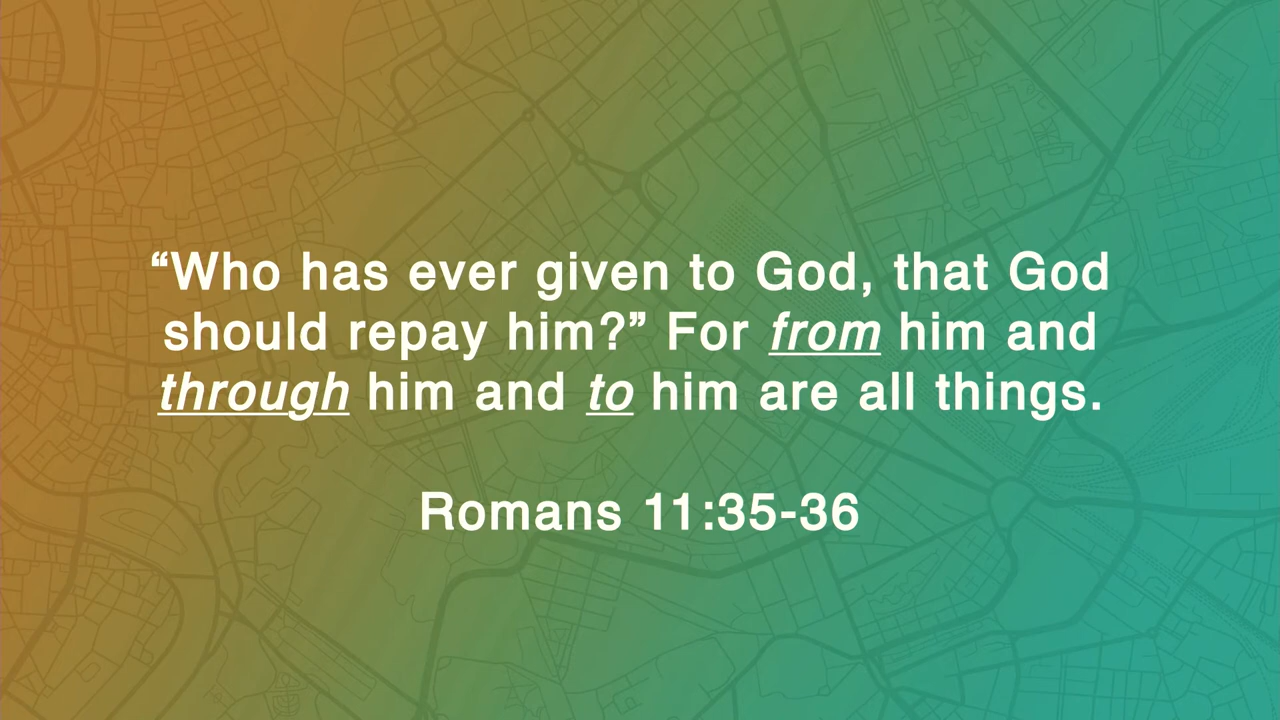 “Who has ever given to God, that God
should repay him?” For from him and
through him and to him are all things.
Romans 11:35-36